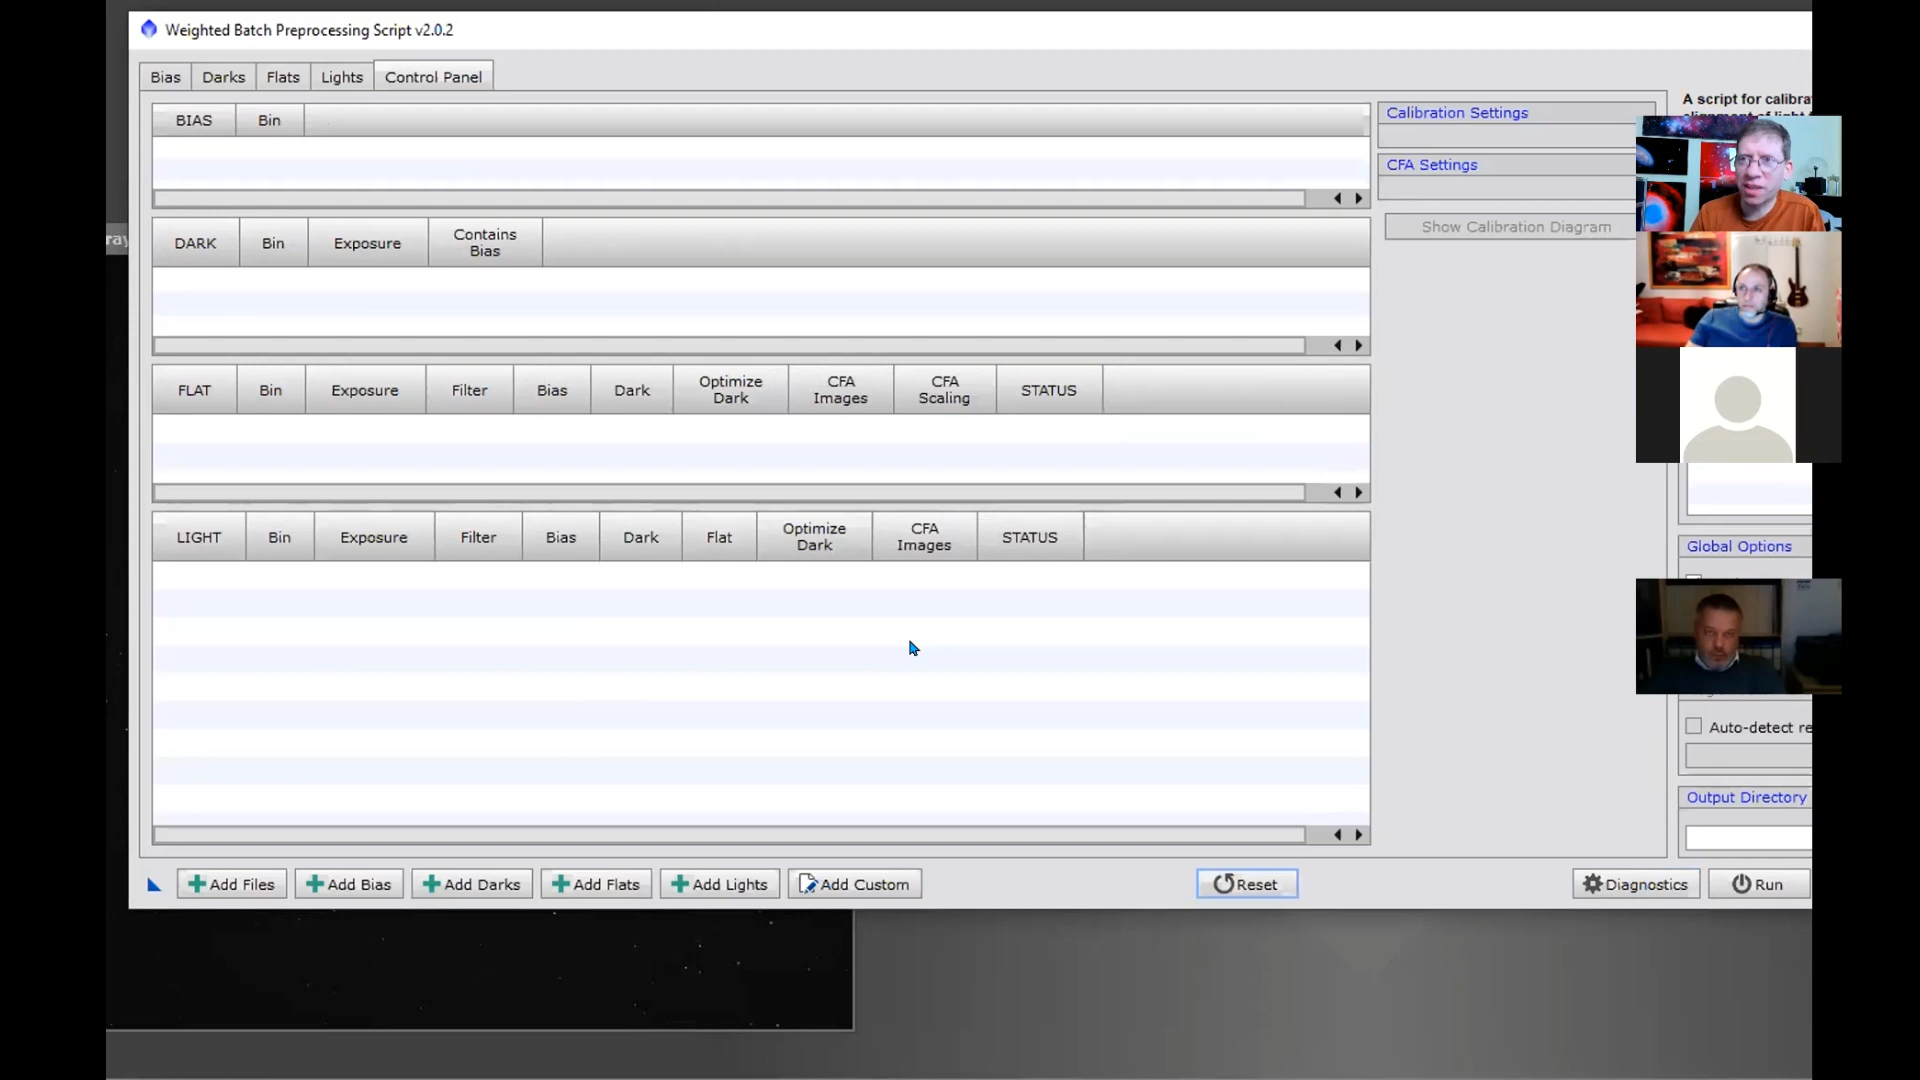 Weighted Batch Preprocessing Script v2.0.2
Bias Darks Flats Lights Control Panel
BIAS Bin
Calibration Settings
CFA Settings
Show Calibration Diagram
A script for calibra
DARK Bin Exposure Contains Bias
ray
FLAT Bin Exposure Filter Bias Dark Optimize Dark CFA Images CFA Scaling STATUS
LIGHT Bin Exposure Filter Bias Dark Flat Optimize Dark CFA Images STATUS
Global Options
Auto-detect re
Output Directory
Add Files Add Bias Add Darks Add Flats Add Lights Add Custom Reset Diagnostics Run